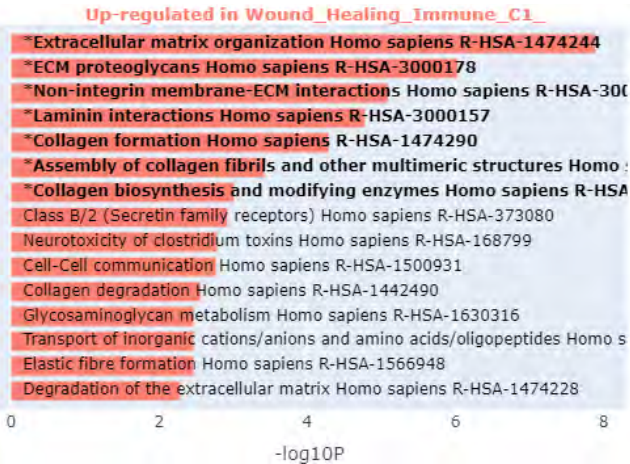 Up-regulated in Wound_Healing_Immune_C1_
*Extracellular matrix organization Homo sapiens R-HSA-1474244
*ECM proteoglycans Homo sapiens R-HSA-3000178
*Non-integrin membrane-ECM interactions Homo sapiens R-HSA-300
*Laminin interactions Homo sapiens R-HSA-3000157
*Collagen formation Homo sapiens R-HSA-1474290
*Assembly of collagen fibrils and other multimeric structures Homo
*Collagen biosynthesis and modifying enzymes Homo sapiens R-HSA
Class B/2 (Secretin family receptors) Homo sapiens R-HSA-373080
Neurotoxicity of clostridium toxins Homo sapiens R-HSA-168799
Cell-Cell communication Homo sapiens R-HSA-1500931
Collagen degradation Homo sapiens R-HSA-1442490
Glycosaminoglycan metabolism Homo sapiens R-HSA-1630316
Transport of inorganic cations/anions and amino acids/oligopeptides Homo s
Elastic fibre formation Homo sapiens R-HSA-1566948
Degradation of the extracellular matrix Homo sapiens R-HSA-1474228
0 2 4 6 8
-log10P